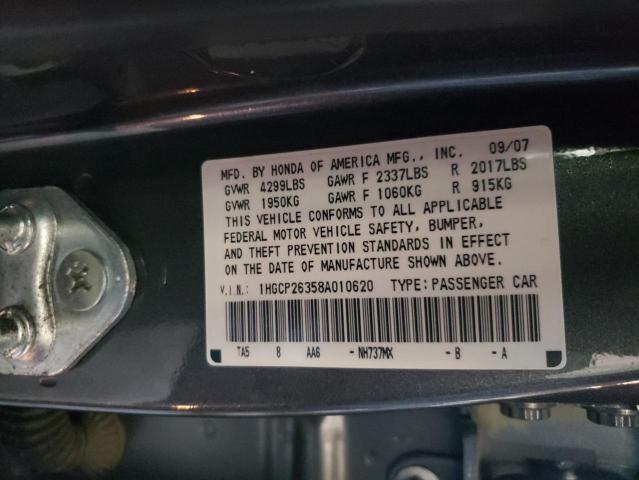 MFD. BY HONDA OF AMERICA MFG., INC. 09/07
GVWR 4299LBS GAWR F 2337LBS R 2017LBS
GVWR 1950KG GAWR F 1060KG R 915KG
THIS VEHICLE CONFORMS TO ALL APPLICABLE
FEDERAL MOTOR VEHICLE SAFETY, BUMPER,
AND THEFT PREVENTION STANDARDS IN EFFECT
ON THE DATE OF MANUFACTURE SHOWN ABOVE.
V.I.N.: 1HGCP26358A010620 TYPE: PASSENGER CAR
TA5 8 AA6 - NH737MX - B - A